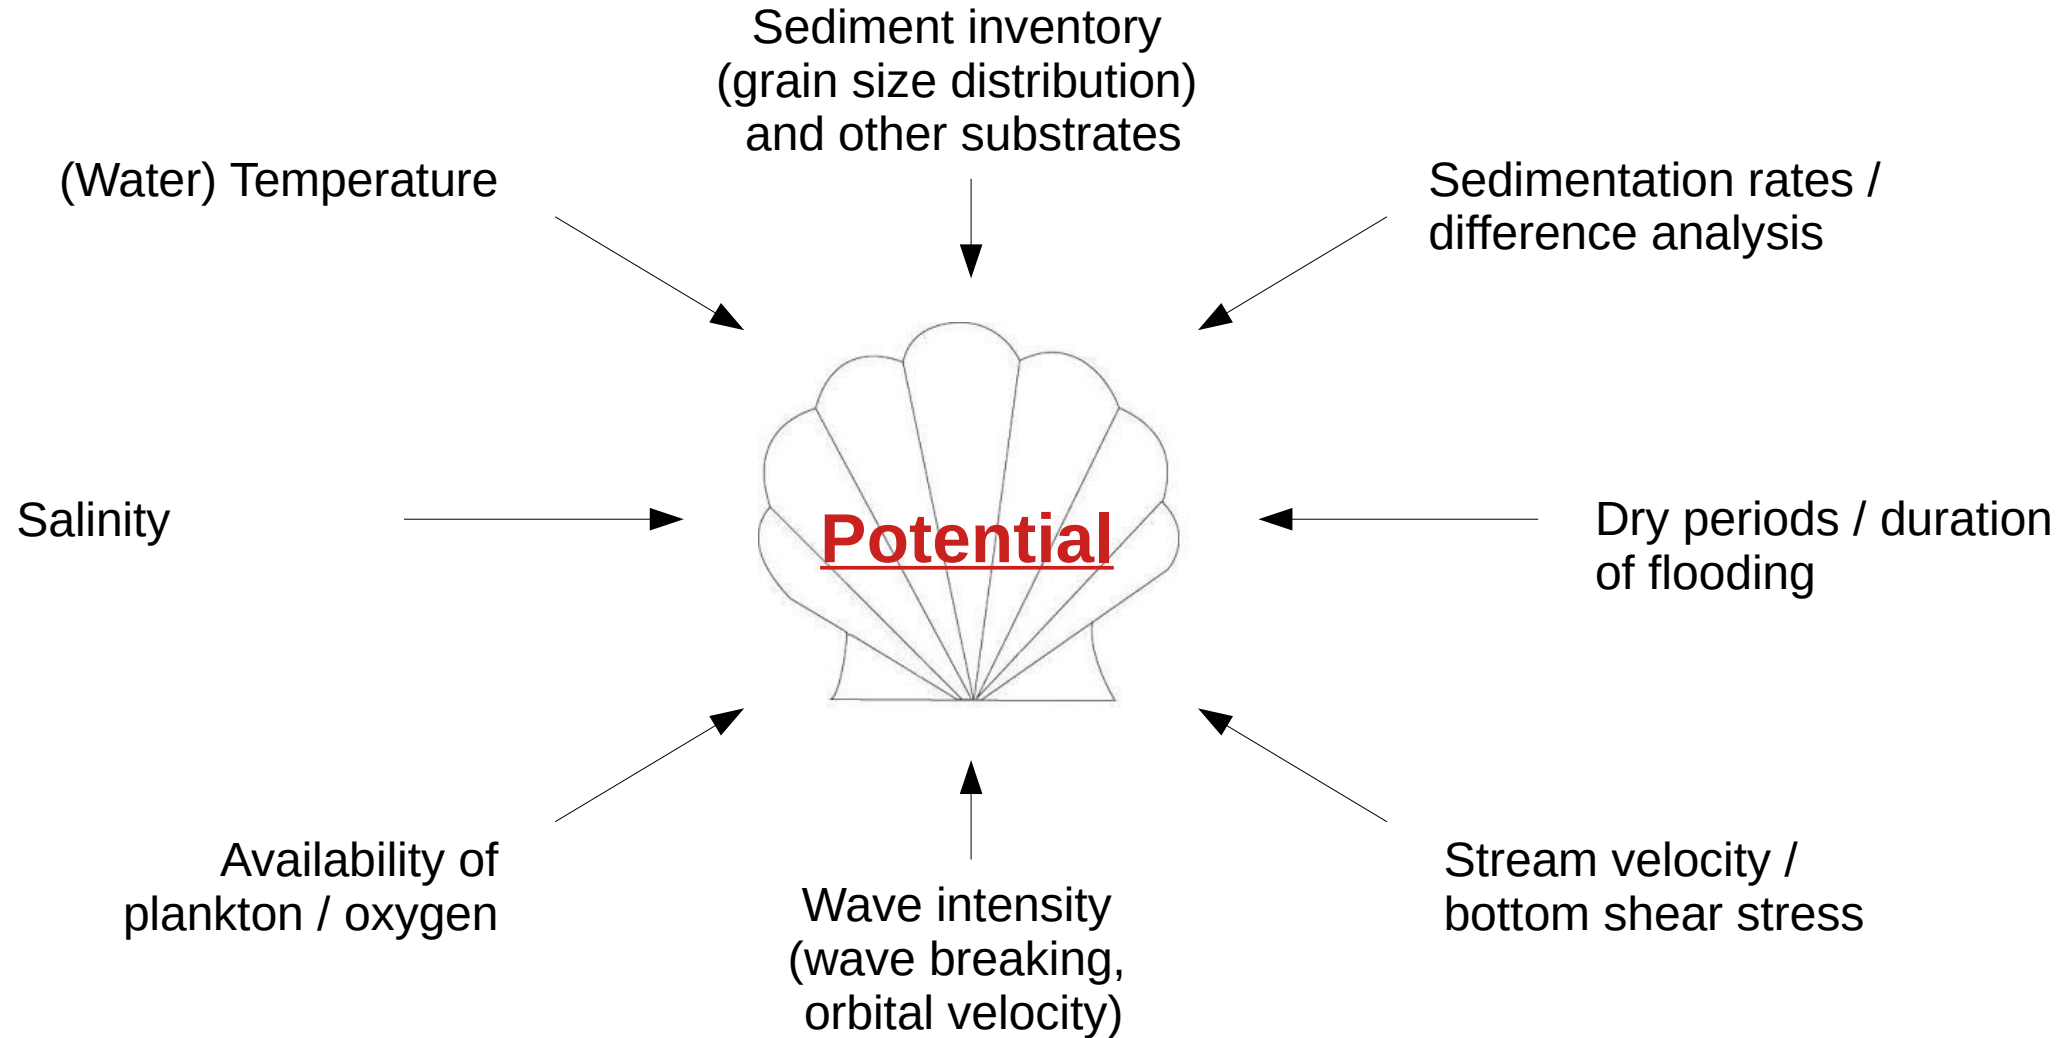 Sediment inventory
(grain size distribution)
and other substrates
(Water) Temperature
Sedimentation rates /
difference analysis
Salinity
Potential
Dry periods / duration
of flooding
Availability of
plankton / oxygen
Wave intensity
(wave breaking,
orbital velocity)
Stream velocity /
bottom shear stress